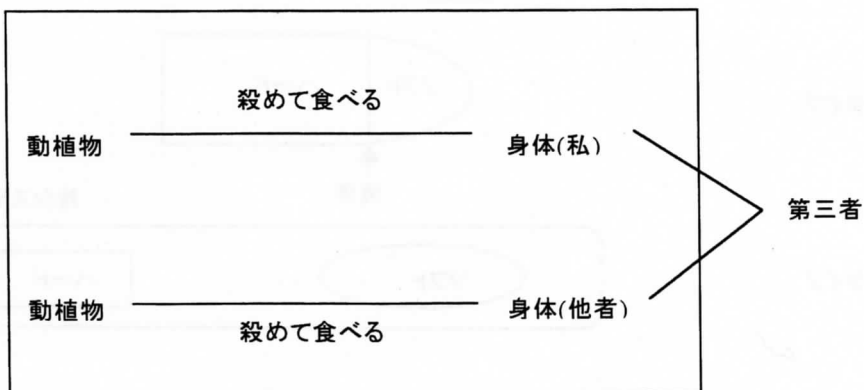 殺めて食べる
動植物
身体(私)
第三者
動植物
身体(他者)
殺めて食べる